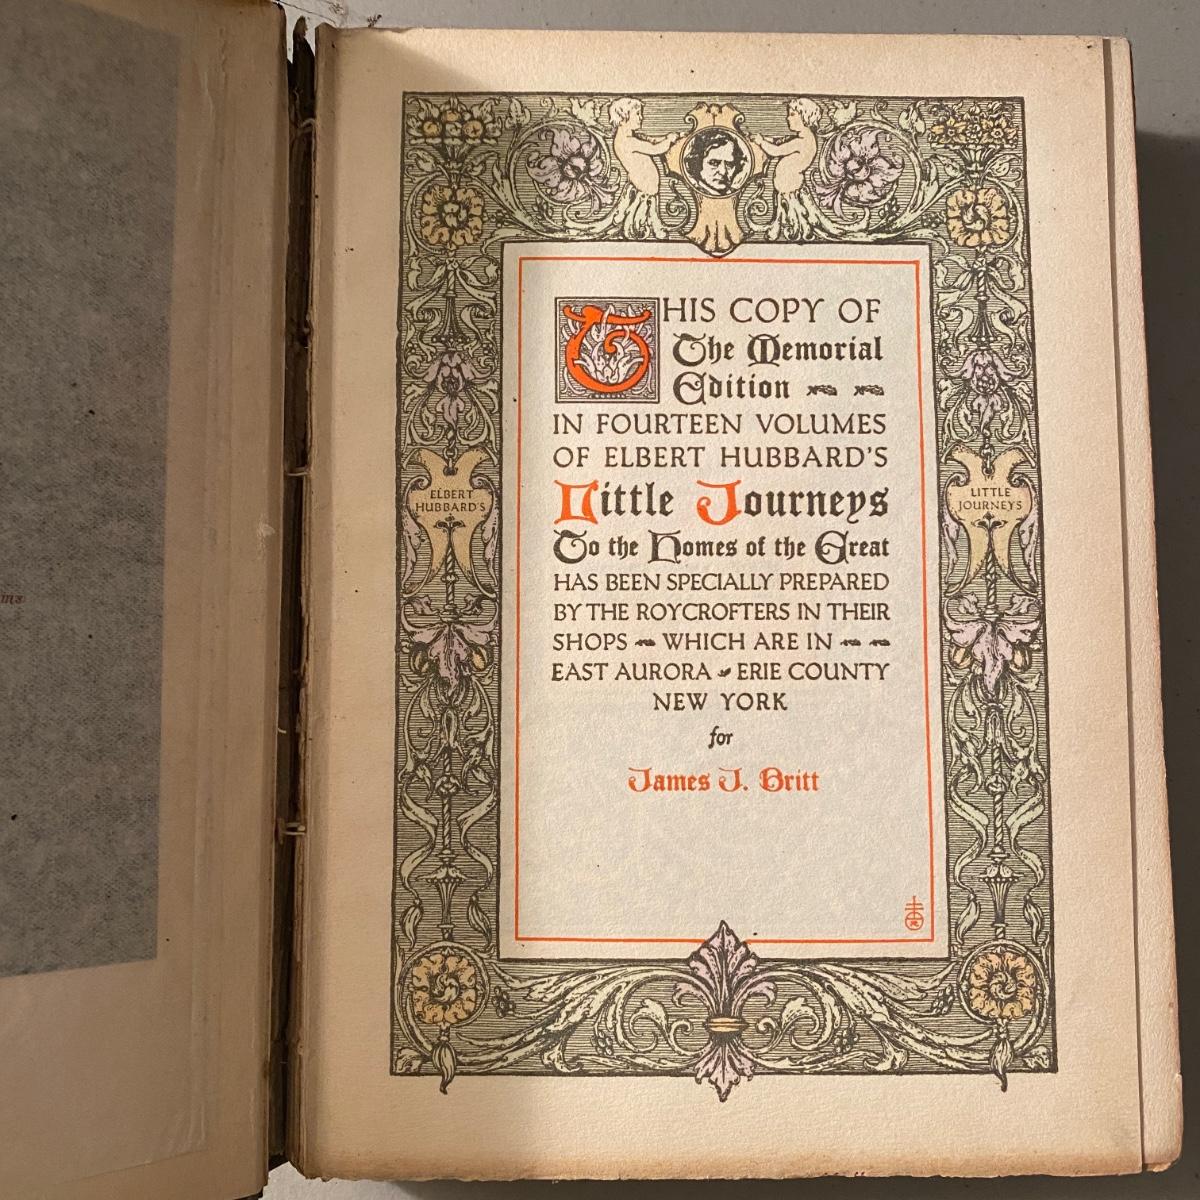 THIS COPY OF
The Memorial
Edition
IN FOURTEEN VOLUMES
OF ELBERT HUBBARD'S
Little Journeys
To the Homes of the Great
HAS BEEN SPECIALLY PREPARED
BY THE ROYCROFTERS IN THEIR
SHOPS WHICH ARE IN
EAST AURORA ERIE COUNTY
NEW YORK
for
James J. Britt
ELBERT
HUBBARD'S
LITTLE
JOURNEYS